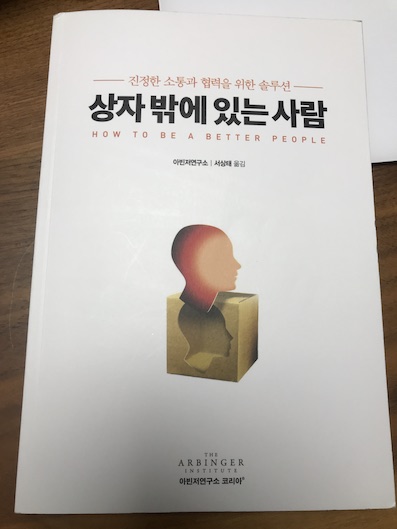 진정한 소통과 협력을 위한 솔루션
상자 밖에 있는 사람
HOW TO BE A BETTER PEOPLE
아빈저연구소 | 서상태 옮김
THE
ARBINGER
INSTITUTE
아빈저연구소 코리아®